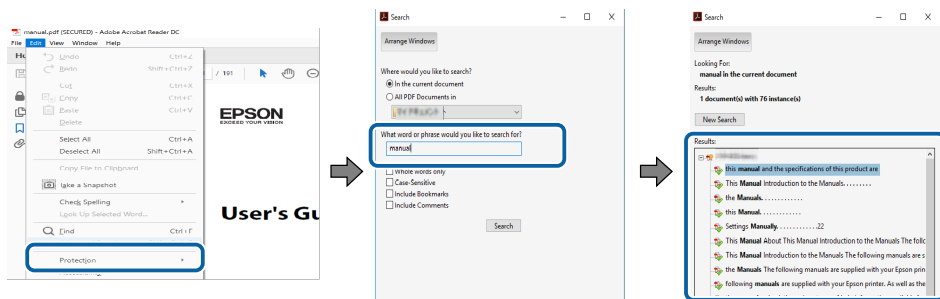 manual.pdf (SECURED) - Adobe Acrobat Reader DC
File Edit View Window Help
Undo Ctrl+Z
Redo Shift+Ctrl+Z
Cut Ctrl+X
Copy Ctrl+C
Paste Ctrl+V
Delete
Select All Ctrl+A
Deselect All Shift+Ctrl+A
Copy File to Clipboard
Take a Snapshot
Check Spelling
Look Up Selected Word...
Find Ctrl+F
Protection
/ 191
EPSON
EXCEED YOUR VISION
User's Gu
Search
Arrange Windows
Where would you like to search?
In the current document
All PDF Documents in
What word or phrase would you like to search for?
manual
Whole words only
Case-Sensitive
Include Bookmarks
Include Comments
Search
Search
Arrange Windows
Looking For:
manual in the current document
Results:
1 document(s) with 76 instance(s)
New Search
Results:
this manual and the specifications of this product are
This Manual Introduction to the Manuals.........
the Manuals.............
this Manual.............
Settings Manually.............22
This Manual About This Manual Introduction to the Manuals The follc
This Manual Introduction to the Manuals The following manuals are s
the Manuals The following manuals are supplied with your Epson prin
following manuals are supplied with your Epson printer. As well as the